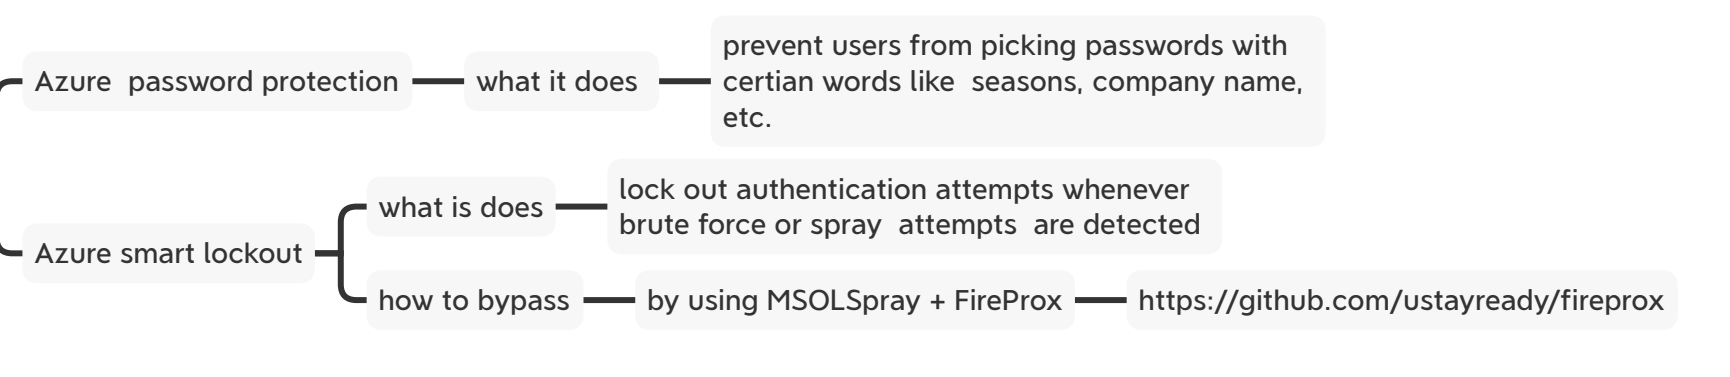 Azure  password protection
what it does
prevent users from picking passwords with
certian words like  seasons, company name,
etc.
Azure smart lockout
what is does
lock out authentication attempts whenever
brute force or spray  attempts  are detected
how to bypass
by using MSOLSpray + FireProx
https://github.com/ustayready/fireprox